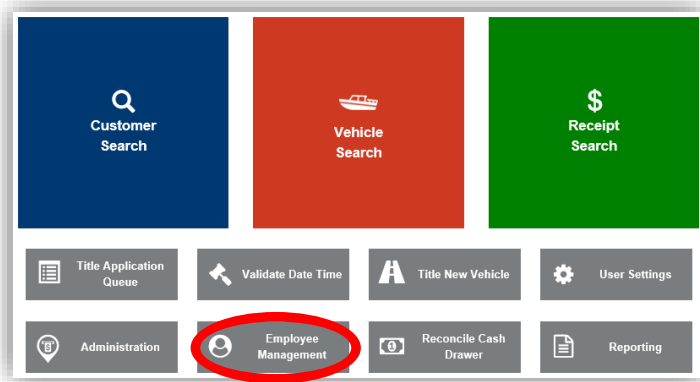 Customer
Search
Vehicle
Search
$
Receipt
Search
Title Application
Queue
Validate Date Time
Title New Vehicle
User Settings
Administration
Employee
Management
Reconcile Cash
Drawer
Reporting